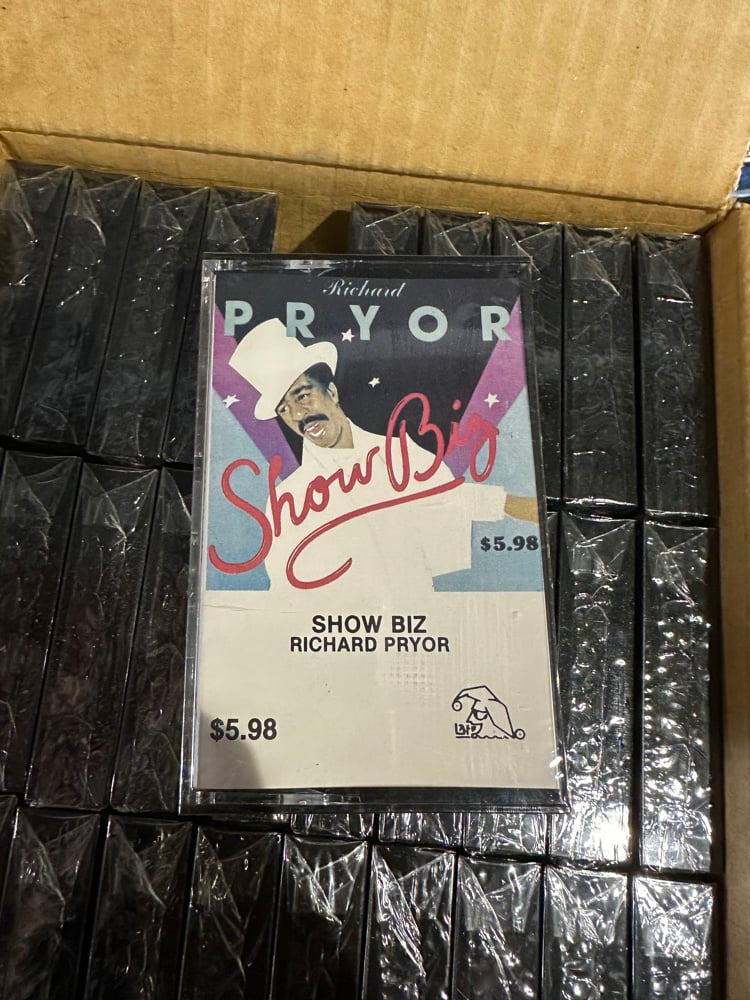 Richard
PRYOR
Show Biz
$5.98
SHOW BIZ
RICHARD PRYOR
$5.98